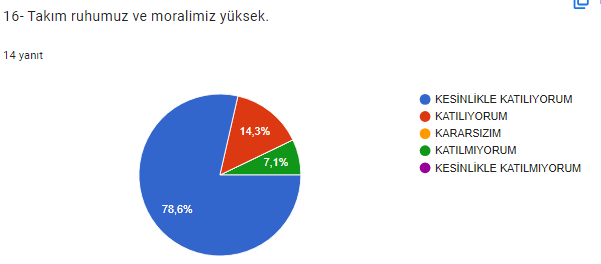 16- Takım ruhumuz ve moralimiz yüksek.
14 yanıt
KESİNLİKLE KATILIYORUM
KATILIYORUM
KARARSIZIM
KATILMIYORUM
KESİNLİKLE KATILMIYORUM
14,3%
7,1%
78,6%